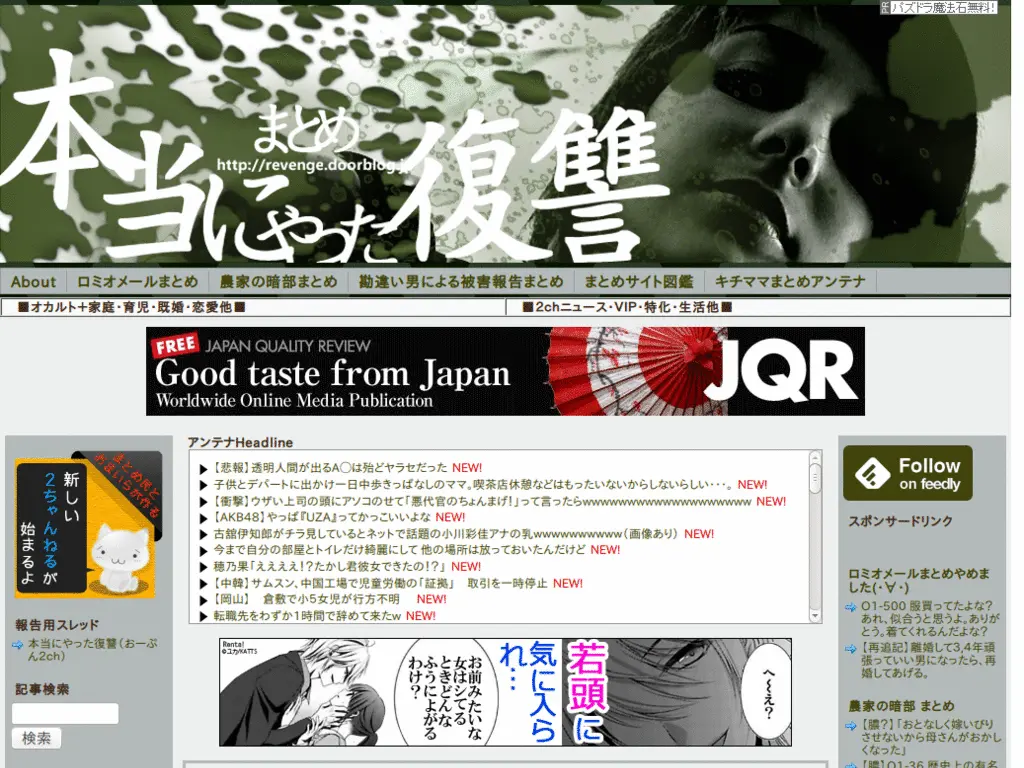 PR パズドラ魔法石無料!
本当にやった復讐
まとめ
http://revenge.doorblog.j
About
ロミオメールまとめ
農家の暗部まとめ
勘違い男による被害報告まとめ
まとめサイト図鑑
キチママまとめアンテナ
■オカルト+家庭・育児・既婚・恋愛他■
■2chニュース・VIP・特化・生活他■
FREE JAPAN QUALITY REVIEW
Good taste from Japan
Worldwide Online Media Publication
JQR
まとめ民と
おまいらが作る
新しい
2ちゃんねるが
始まるよ
報告用スレッド
本当にやった復讐（おーぷ
ん2ch）
記事検索
検索
アンテナHeadline
【悲報】透明人間が出るA◯は殆どヤラセだった NEW!
子供とデパートに出かけ一日中歩きっぱなしのママ。喫茶店休憩などはもったいないからしないらしい・・・。 NEW!
【衝撃】ウザい上司の頭にアソコのせて「悪代官のちょんまげ!」って言ってらwwwwwwwwwwwwwwwwwwwwww NEW!
【AKB48】やっぱ『UZA』ってかっこいいよな NEW!
古舘伊知郎がチラ見しているとネットで話題の小川彩佳アナの乳wwwwwwwwww（画像あり） NEW!
今まで自分の部屋とトイレだけ綺麗にして 他の場所は放っておいたんだけど NEW!
穂乃果「ええええ!?たかし君彼女できたの!?」 NEW!
【中韓】サムスン、中国工場で児童労働の「証拠」 取引を一時停止 NEW!
【岡山】 倉敷で小5女児が行方不明 NEW!
転職先をわずか1時間で辞めて来たw NEW!
Renta!
©ユカ/KATTS
お前みたいな
女はシてる
ときどんな
ふうによがる
わけ?
若頭に
気に入ら
れ…
へ〜え?
Follow
on feedly
スポンサードリンク
ロミオメールまとめやめま
した(・∀・)
O1-500 服買ってたよな?
あれ、似合うと思うよ。ありが
とう。着てくれるんだよな?
【再追記】離婚して3,4年頑
張っていい男になったら、再
婚してあげる。
農家の暗部 まとめ
【膿?】「おとなしく嫁いびり
させないから母さんがおかし
くなった」
【膿】O1-36 歴史上の有名